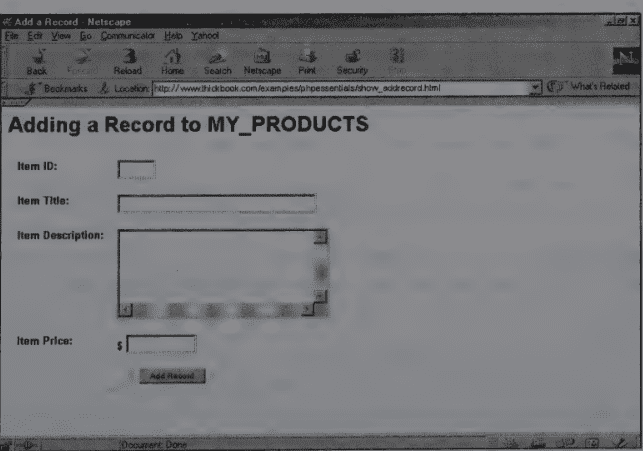 Add a Record - Netscape
File Edit View Go Communicator Help Yahoo!
Back Reload Home Search Netscape Print Security
Bookmarks Location: http://www.thickbook.com/examples/phpessentials/show_addrecord.html What's Related
Adding a Record to MY_PRODUCTS
Item ID:
Item Title:
Item Description:
Item Price:
$
Add Record
Document: Done